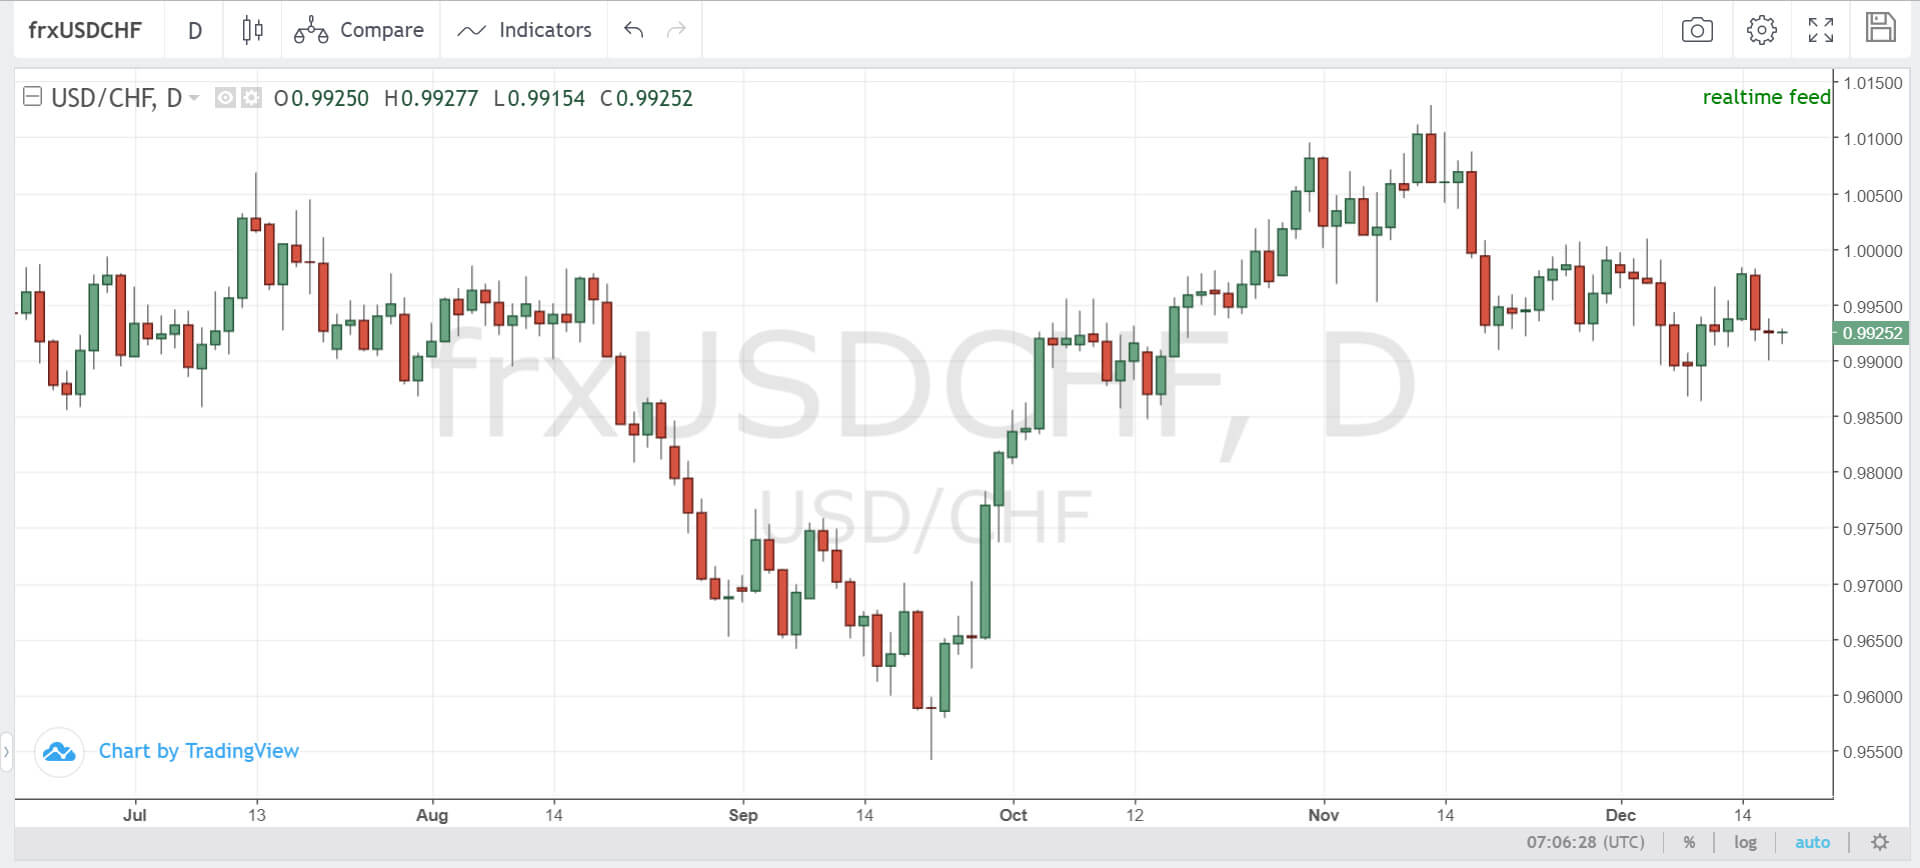 frxUSDCHF D Compare Indicators
USD/CHF, D O0.99250 H0.99277 L0.99154 C0.99252
realtime feed
1.01500
1.01000
1.00500
1.00000
0.99500
0.99252
0.99000
0.98500
0.98000
0.97500
0.97000
0.96500
0.96000
0.95500
frxUSDCHF, D
USD/CHF
Chart by TradingView
Jul 13 Aug 14 Sep 14 Oct 12 Nov 14 Dec 14
07:06:28 (UTC) % log auto